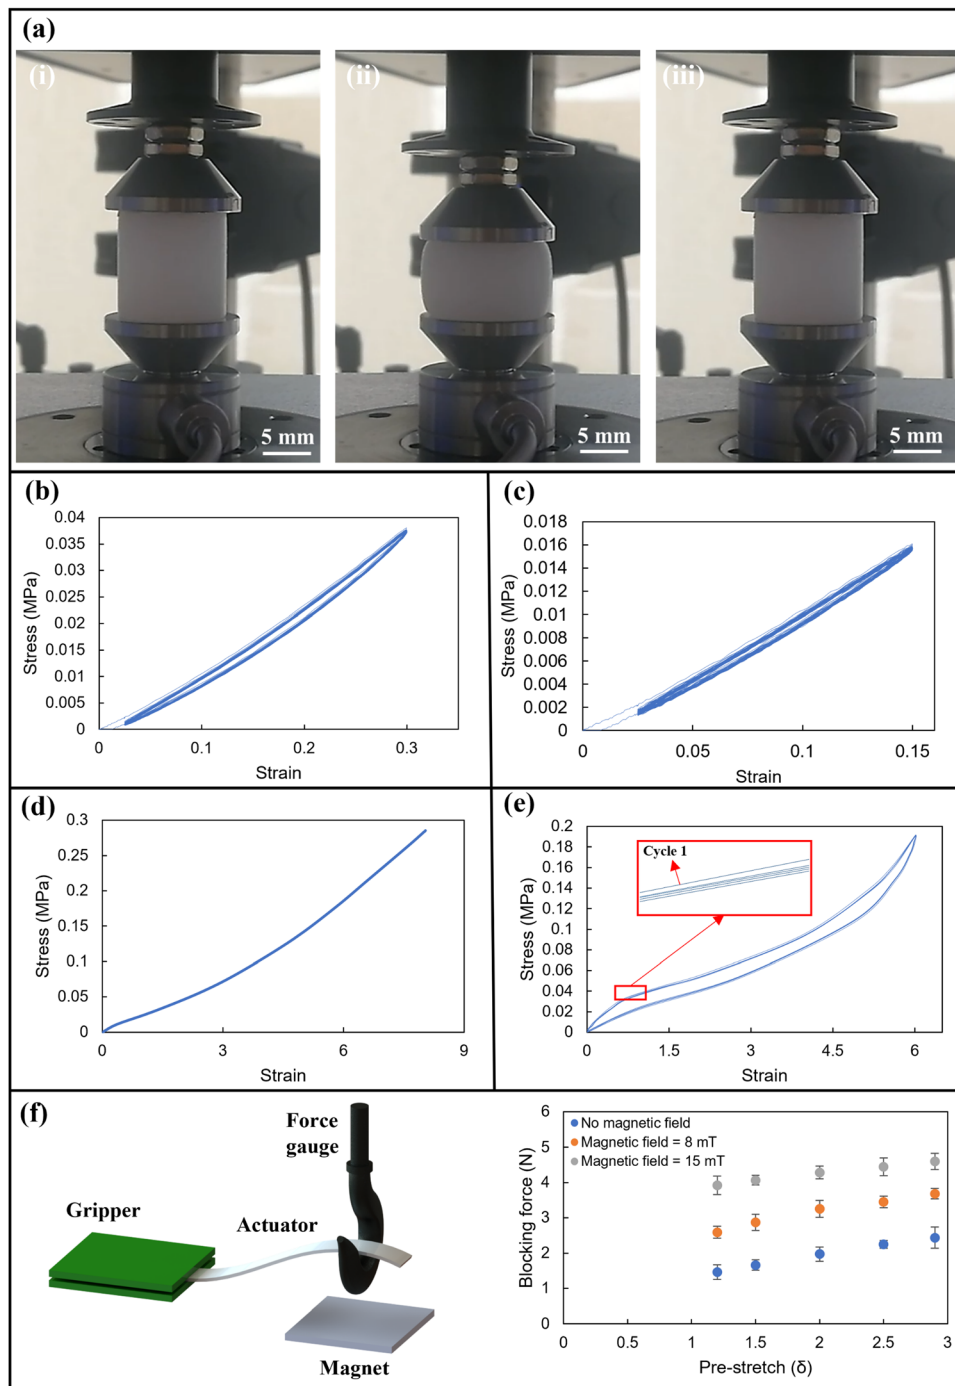 (a)
(i)
(ii)
(iii)
5 mm
5 mm
5 mm
(b)
0.04
0.035
0.03
0.025
0.02
0.015
0.01
0.005
0
0
0.1
0.2
0.3
Stress (MPa)
Strain
(c)
0.018
0.016
0.014
0.012
0.01
0.008
0.006
0.004
0.002
0
0
0.05
0.1
0.15
Stress (MPa)
Strain
(d)
0.3
0.25
0.2
0.15
0.1
0.05
0
0
3
6
9
Stress (MPa)
Strain
(e)
0.2
0.18
0.16
0.14
0.12
0.1
0.08
0.06
0.04
0.02
0
0
1.5
3
4.5
6
Stress (MPa)
Strain
Cycle 1
(f)
Force
gauge
Gripper
Actuator
Magnet
6
5
4
3
2
1
0
0
0.5
1
1.5
2
2.5
3
Blocking force (N)
Pre-stretch (δ)
No magnetic field
Magnetic field = 8 mT
Magnetic field = 15 mT